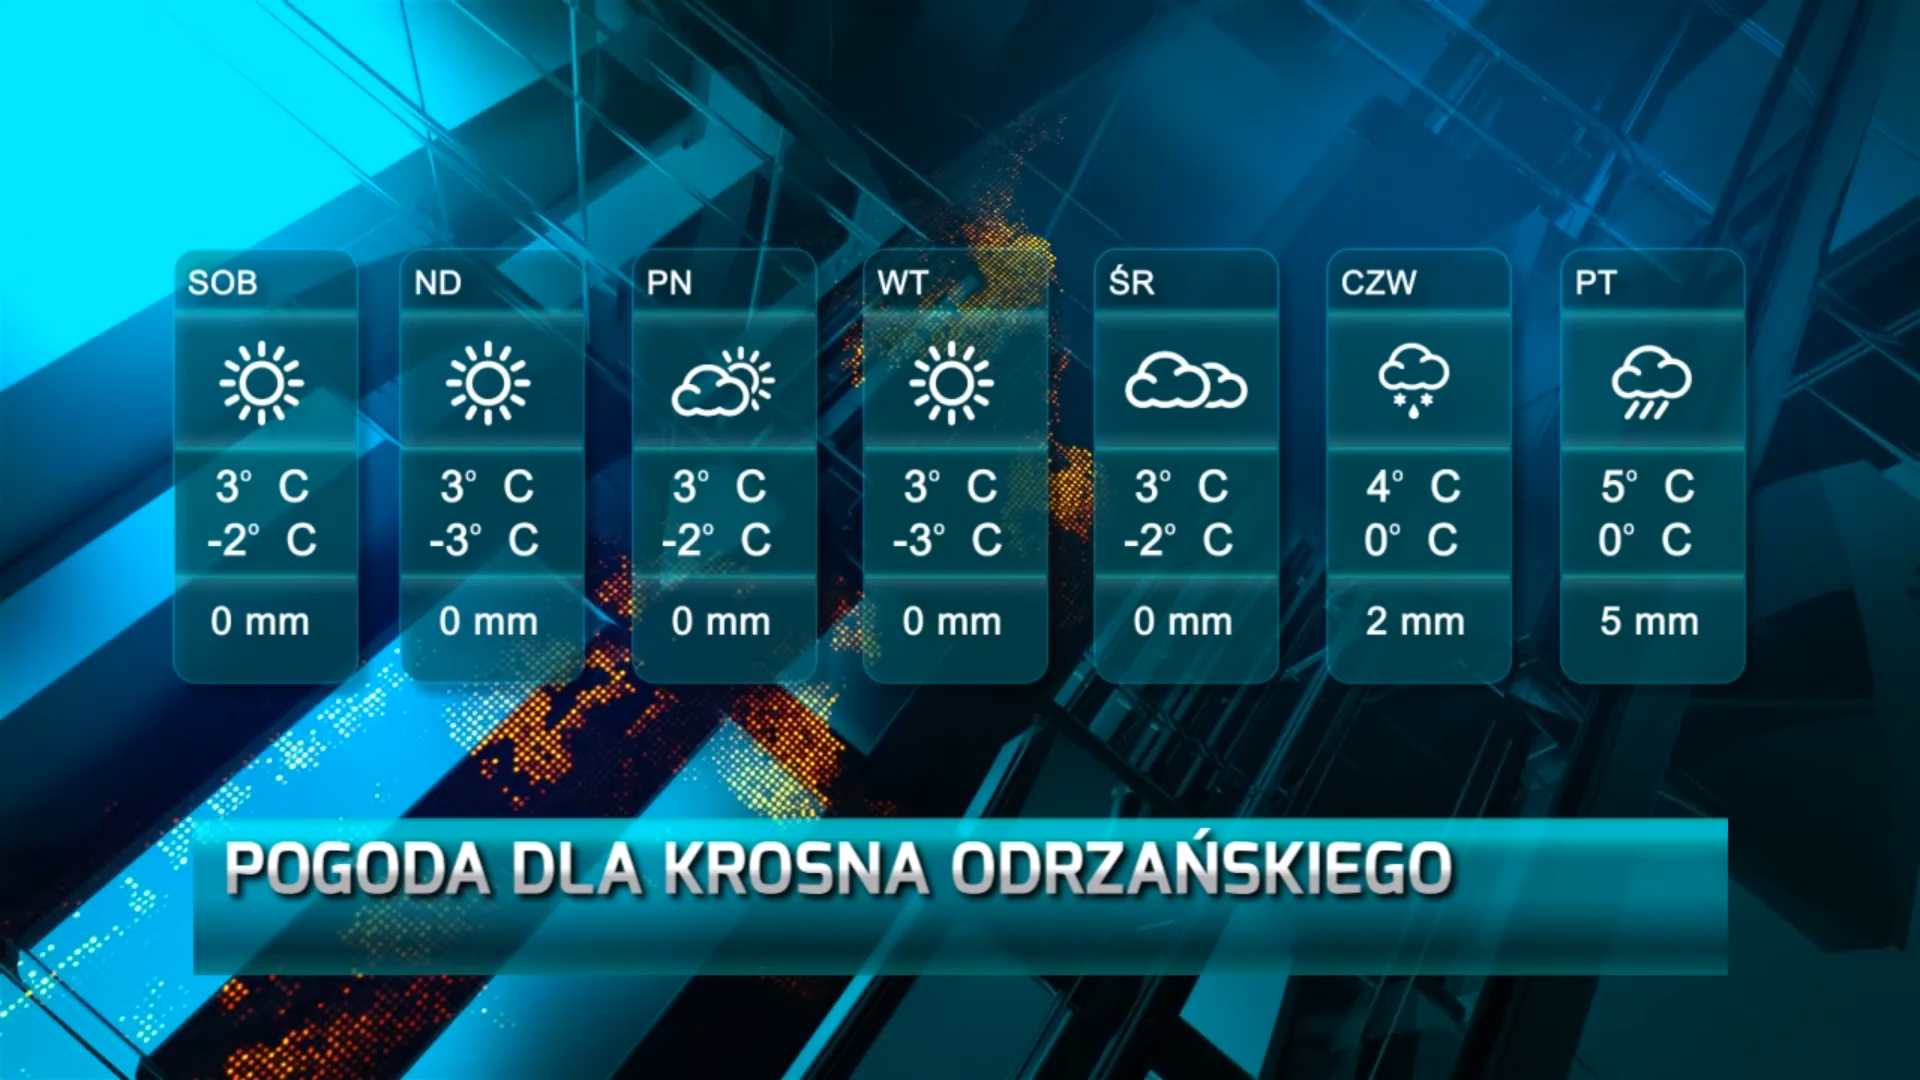 SOB ND PN WT ŚR CZW PT
3° C 3° C 3° C 3° C 3° C 4° C 5° C
-2° C -3° C -2° C -3° C -2° C 0° C 0° C
0 mm 0 mm 0 mm 0 mm 0 mm 2 mm 5 mm
POGODA DLA KROSNA ODRZAŃSKIEGO